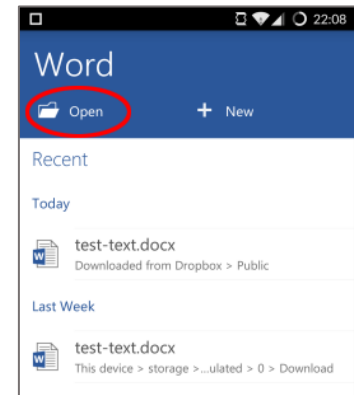 22:08
Word
Open
+ New
Recent
Today
test-text.docx
Downloaded from Dropbox > Public
Last Week
test-text.docx
This device > storage >...ulated > 0 > Download